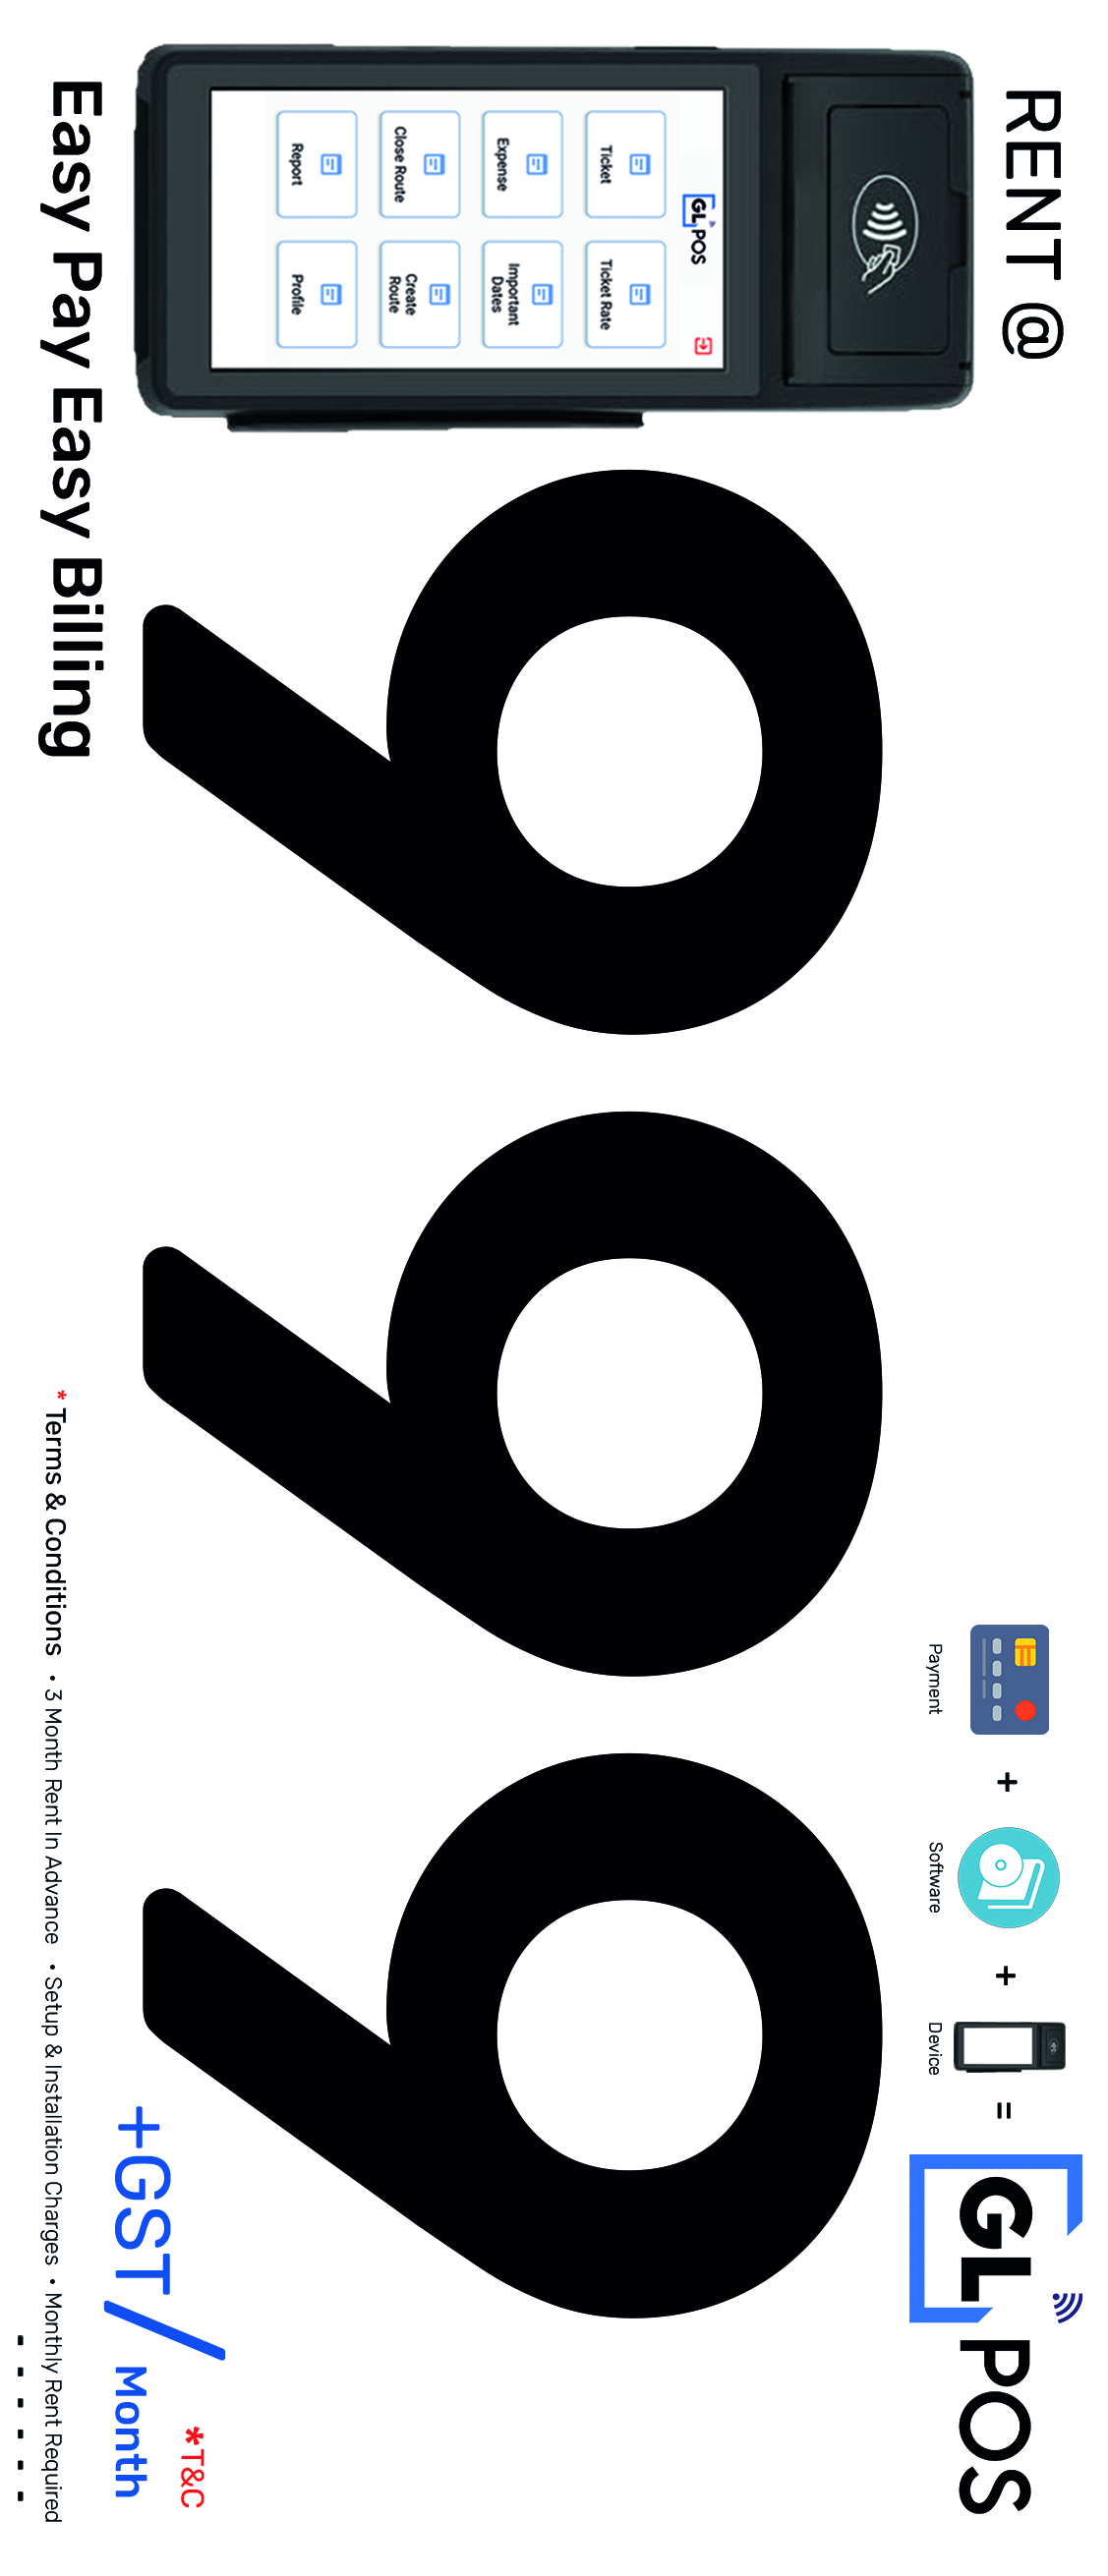 RENT @
+ + = GL POS
Payment Software Device
GL POS
Ticket Ticket Rate
Expense Important Dates
Close Route Create Route
Report Profile
999
*T&C
+GST/ Month
Easy Pay Easy Billing
* Terms & Conditions • 3 Month Rent In Advance • Setup & Installation Charges • Monthly Rent Required